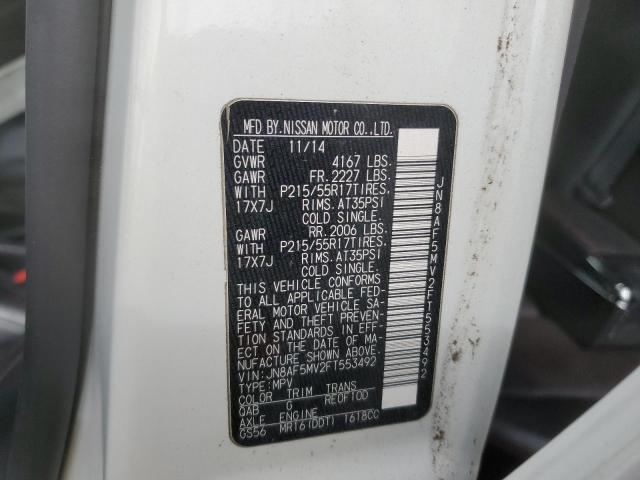 MFD BY. NISSAN MOTOR CO.,LTD.
DATE 11/14
GVWR 4167 LBS.
GAWR FR. 2227 LBS.
WITH P215/55R17TIRES.
17X7J RIMS. AT35PSI
COLD SINGLE.
GAWR RR. 2006 LBS.
WITH P215/55R17TIRES.
17X7J RIMS. AT35PSI
COLD SINGLE.
THIS VEHICLE CONFORMS
TO ALL APPLICABLE FED-
ERAL MOTOR VEHICLE SA-
FETY AND THEFT PREVEN-
TION STANDARDS IN EFF-
ECT ON THE DATE OF MA-
NUFACTURE SHOWN ABOVE.
VIN:JN8AF5MV2FT553492
TYPE:MPV
COLOR TRIM TRANS
QAB G RE0F10D
AXLE ENGINE
GS56 MR16(DDT) 1618CC
JN8AF5MV2FT553492